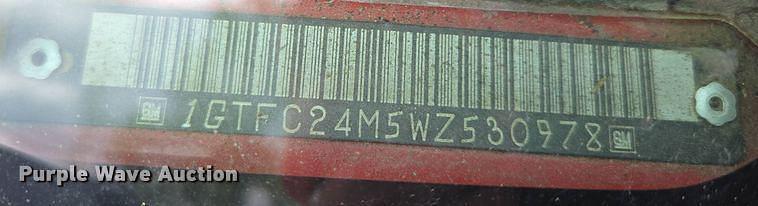 GM 1GTFC24M5WZ530978 GM
Purple Wave Auction